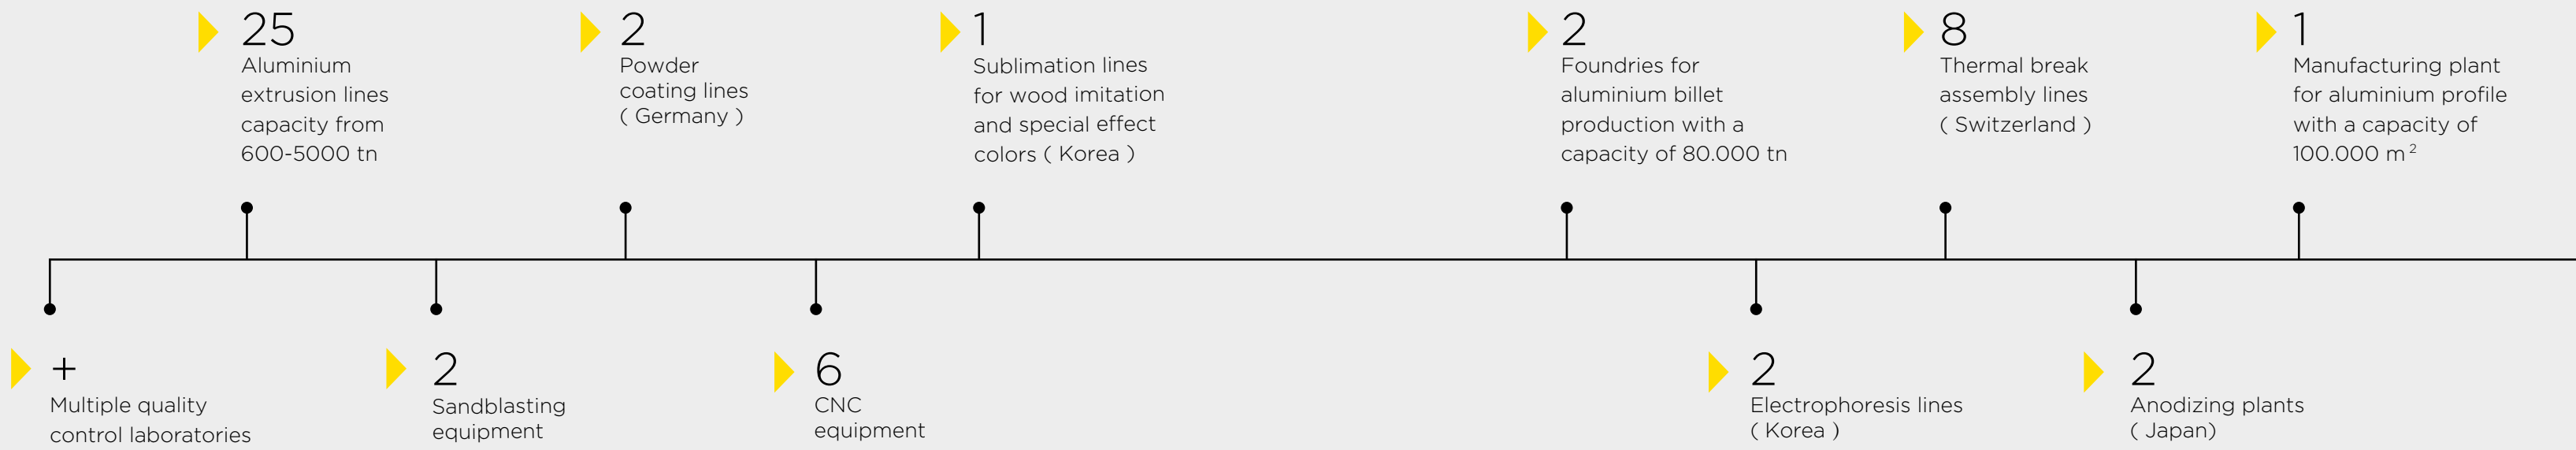 25
Aluminium
extrusion lines
capacity from
600-5000 tn
2
Powder
coating lines
( Germany )
1
Sublimation lines
for wood imitation
and special effect
colors ( Korea )
2
Foundries for
aluminium billet
production with a
capacity of 80.000 tn
8
Thermal break
assembly lines
( Switzerland )
1
Manufacturing plant
for aluminium profile
with a capacity of
100.000 m²
+
Multiple quality
control laboratories
2
Sandblasting
equipment
6
CNC
equipment
2
Electrophoresis lines
( Korea )
2
Anodizing plants
( Japan)